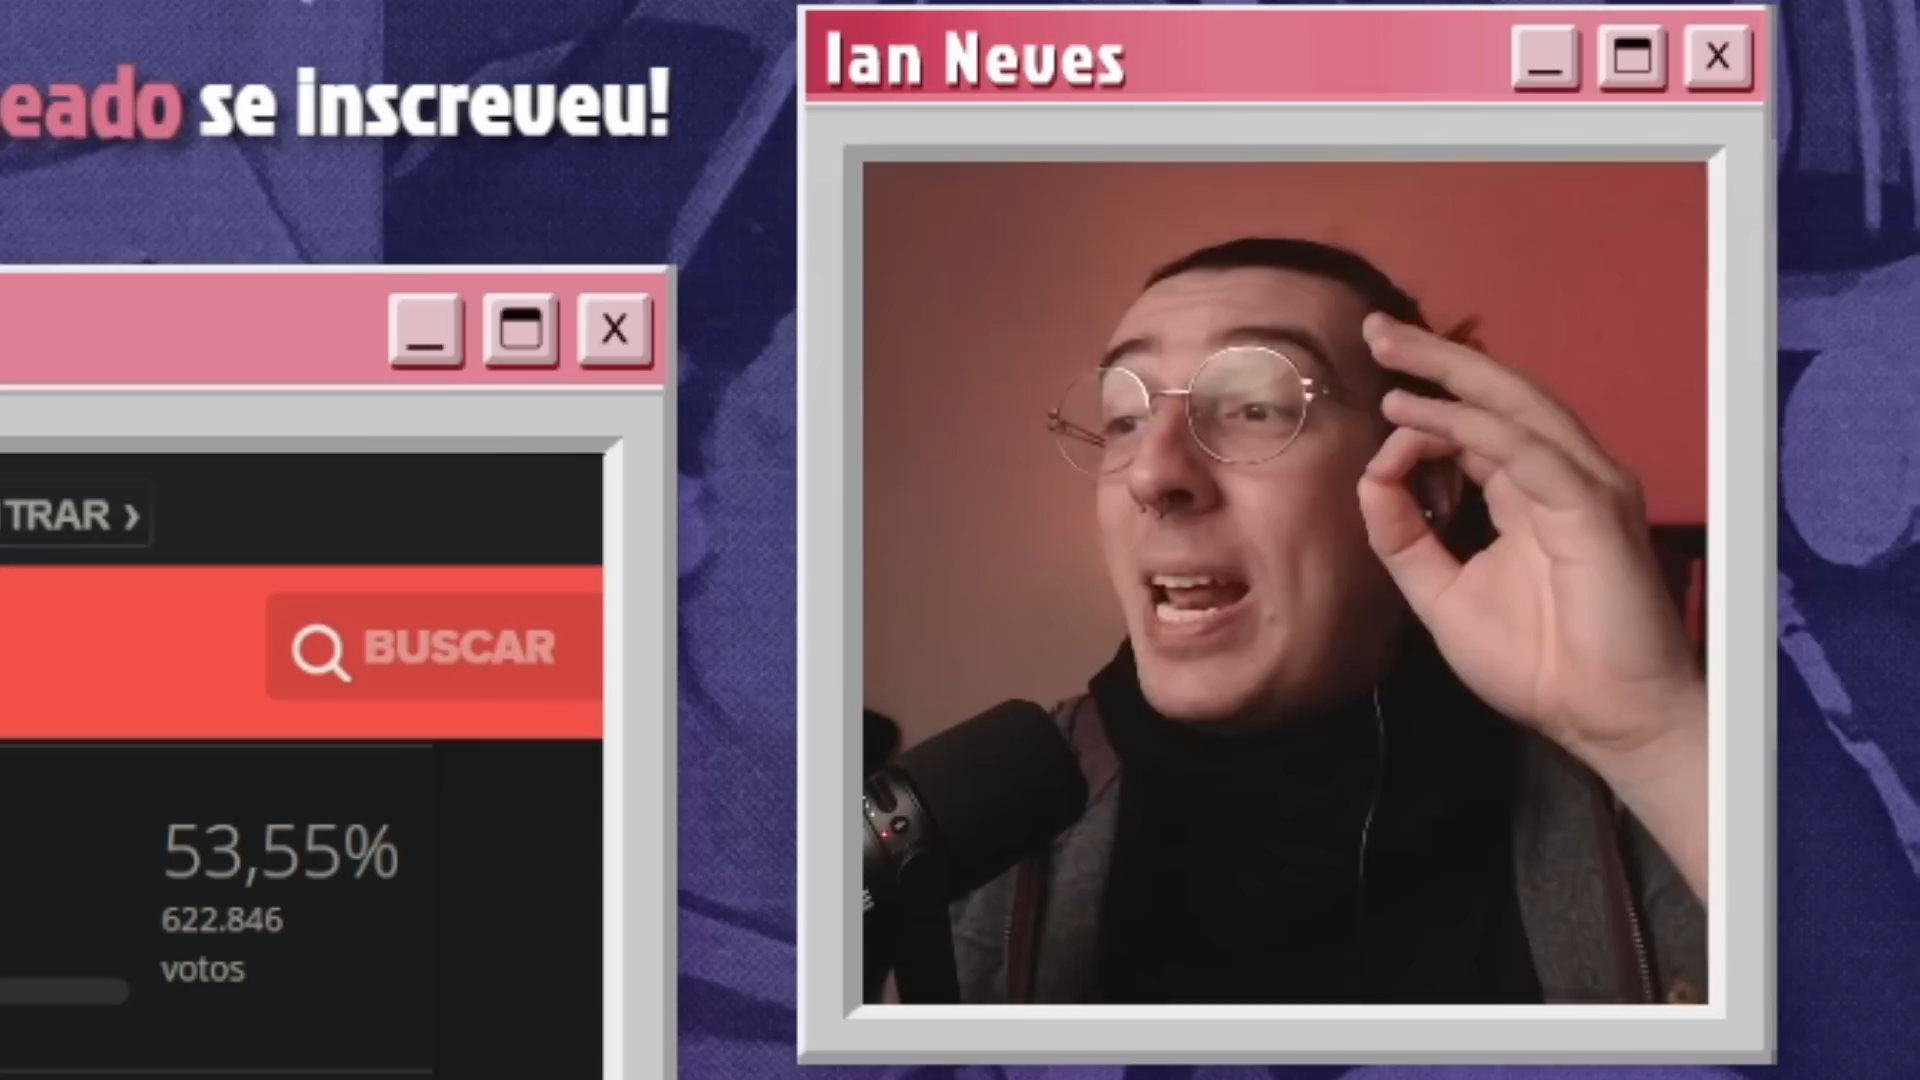 eado se inscreveu!
Ian Neves
TRAR ›
BUSCAR
53,55%
622.846
votos